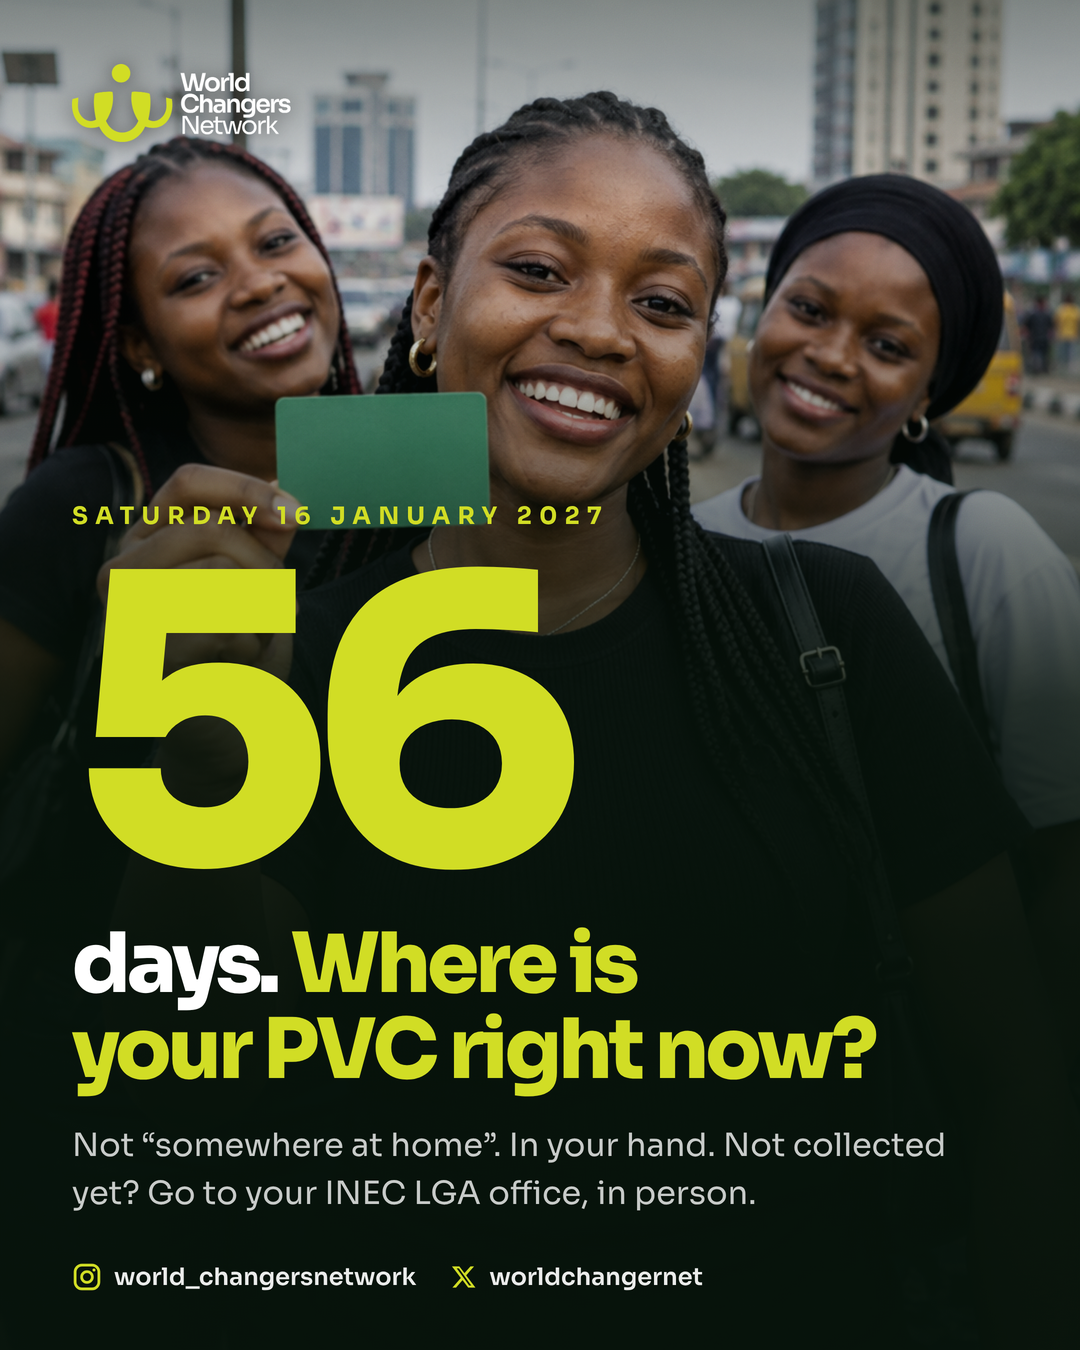 World
Changers
Network
SATURDAY 16 JANUARY 2027
56
days. Where is
your PVC right now?
Not “somewhere at home”. In your hand. Not collected
yet? Go to your INEC LGA office, in person.
world_changersnetwork worldchangernet